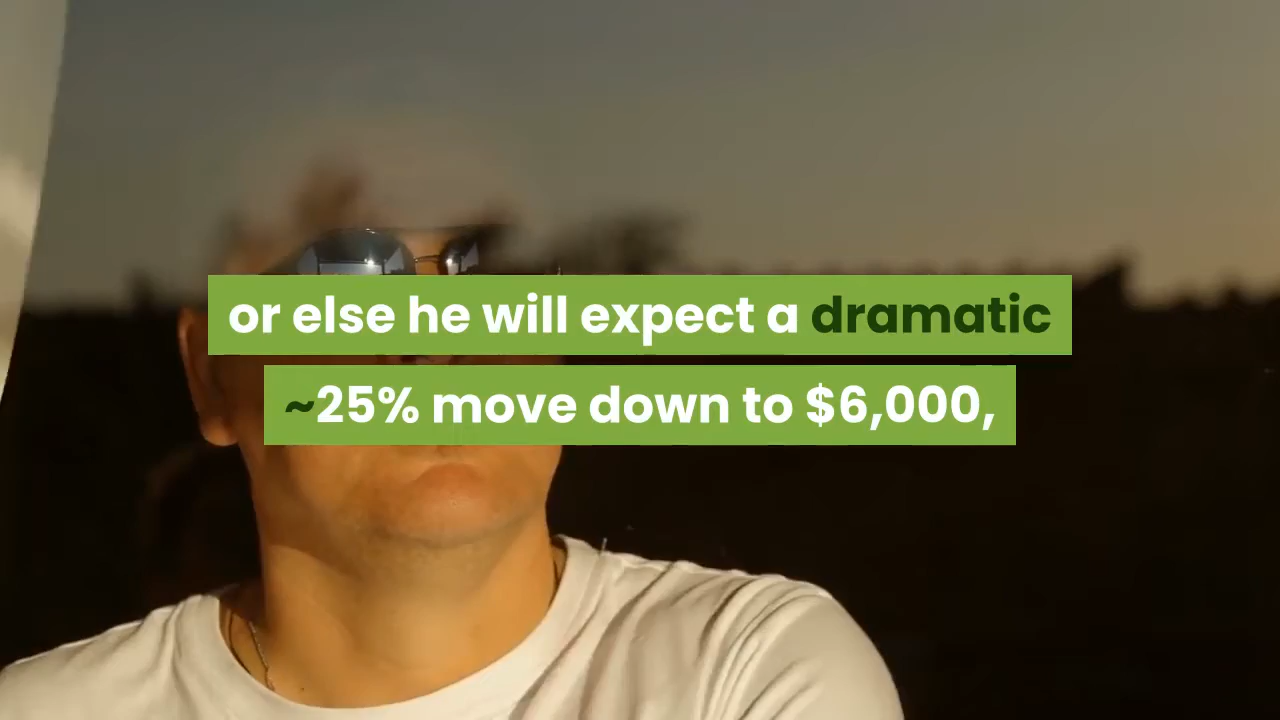 or else he will expect a dramatic
~25% move down to $6,000,